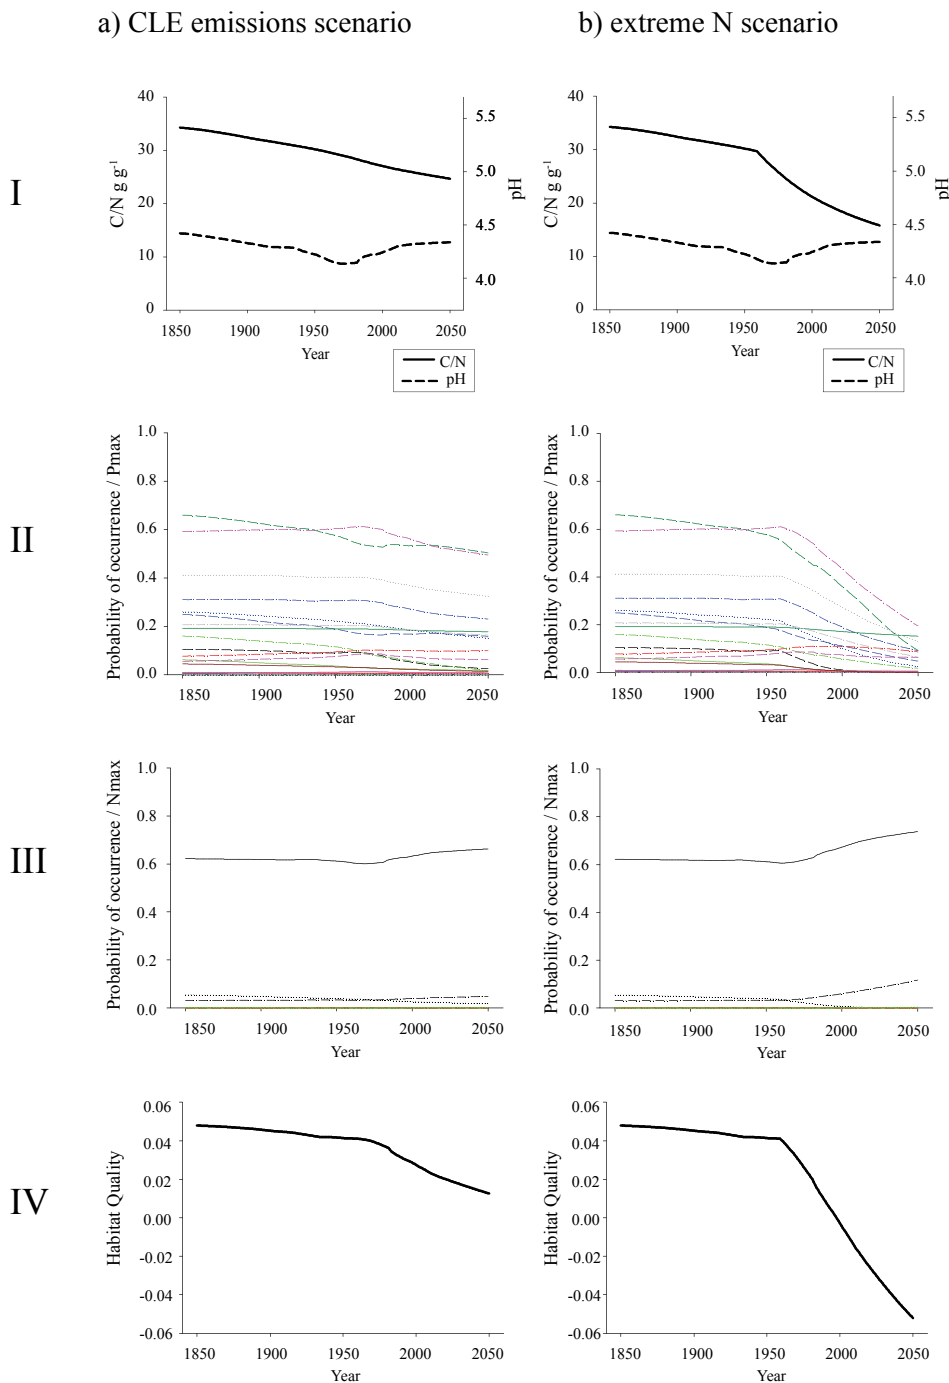 a) CLE emissions scenario
b) extreme N scenario
I
40
30
20
10
0
C/N g g-1
5.5
5.0
4.5
4.0
pH
1850 1900 1950 2000 2050
Year
C/N
pH
40
30
20
10
0
C/N g g-1
5.5
5.0
4.5
4.0
pH
1850 1900 1950 2000 2050
Year
C/N
pH
II
Probability of occurrence / Pmax
1.0
0.8
0.6
0.4
0.2
0.0
1850 1900 1950 2000 2050
Year
Probability of occurrence / Pmax
1.0
0.8
0.6
0.4
0.2
0.0
1850 1900 1950 2000 2050
Year
III
Probability of occurrence / Nmax
1.0
0.8
0.6
0.4
0.2
0.0
1850 1900 1950 2000 2050
Year
Probability of occurrence / Nmax
1.0
0.8
0.6
0.4
0.2
0.0
1850 1900 1950 2000 2050
Year
IV
Habitat Quality
0.06
0.04
0.02
0.00
-0.02
-0.04
-0.06
1850 1900 1950 2000 2050
Year
Habitat Quality
0.06
0.04
0.02
0.00
-0.02
-0.04
-0.06
1850 1900 1950 2000 2050
Year